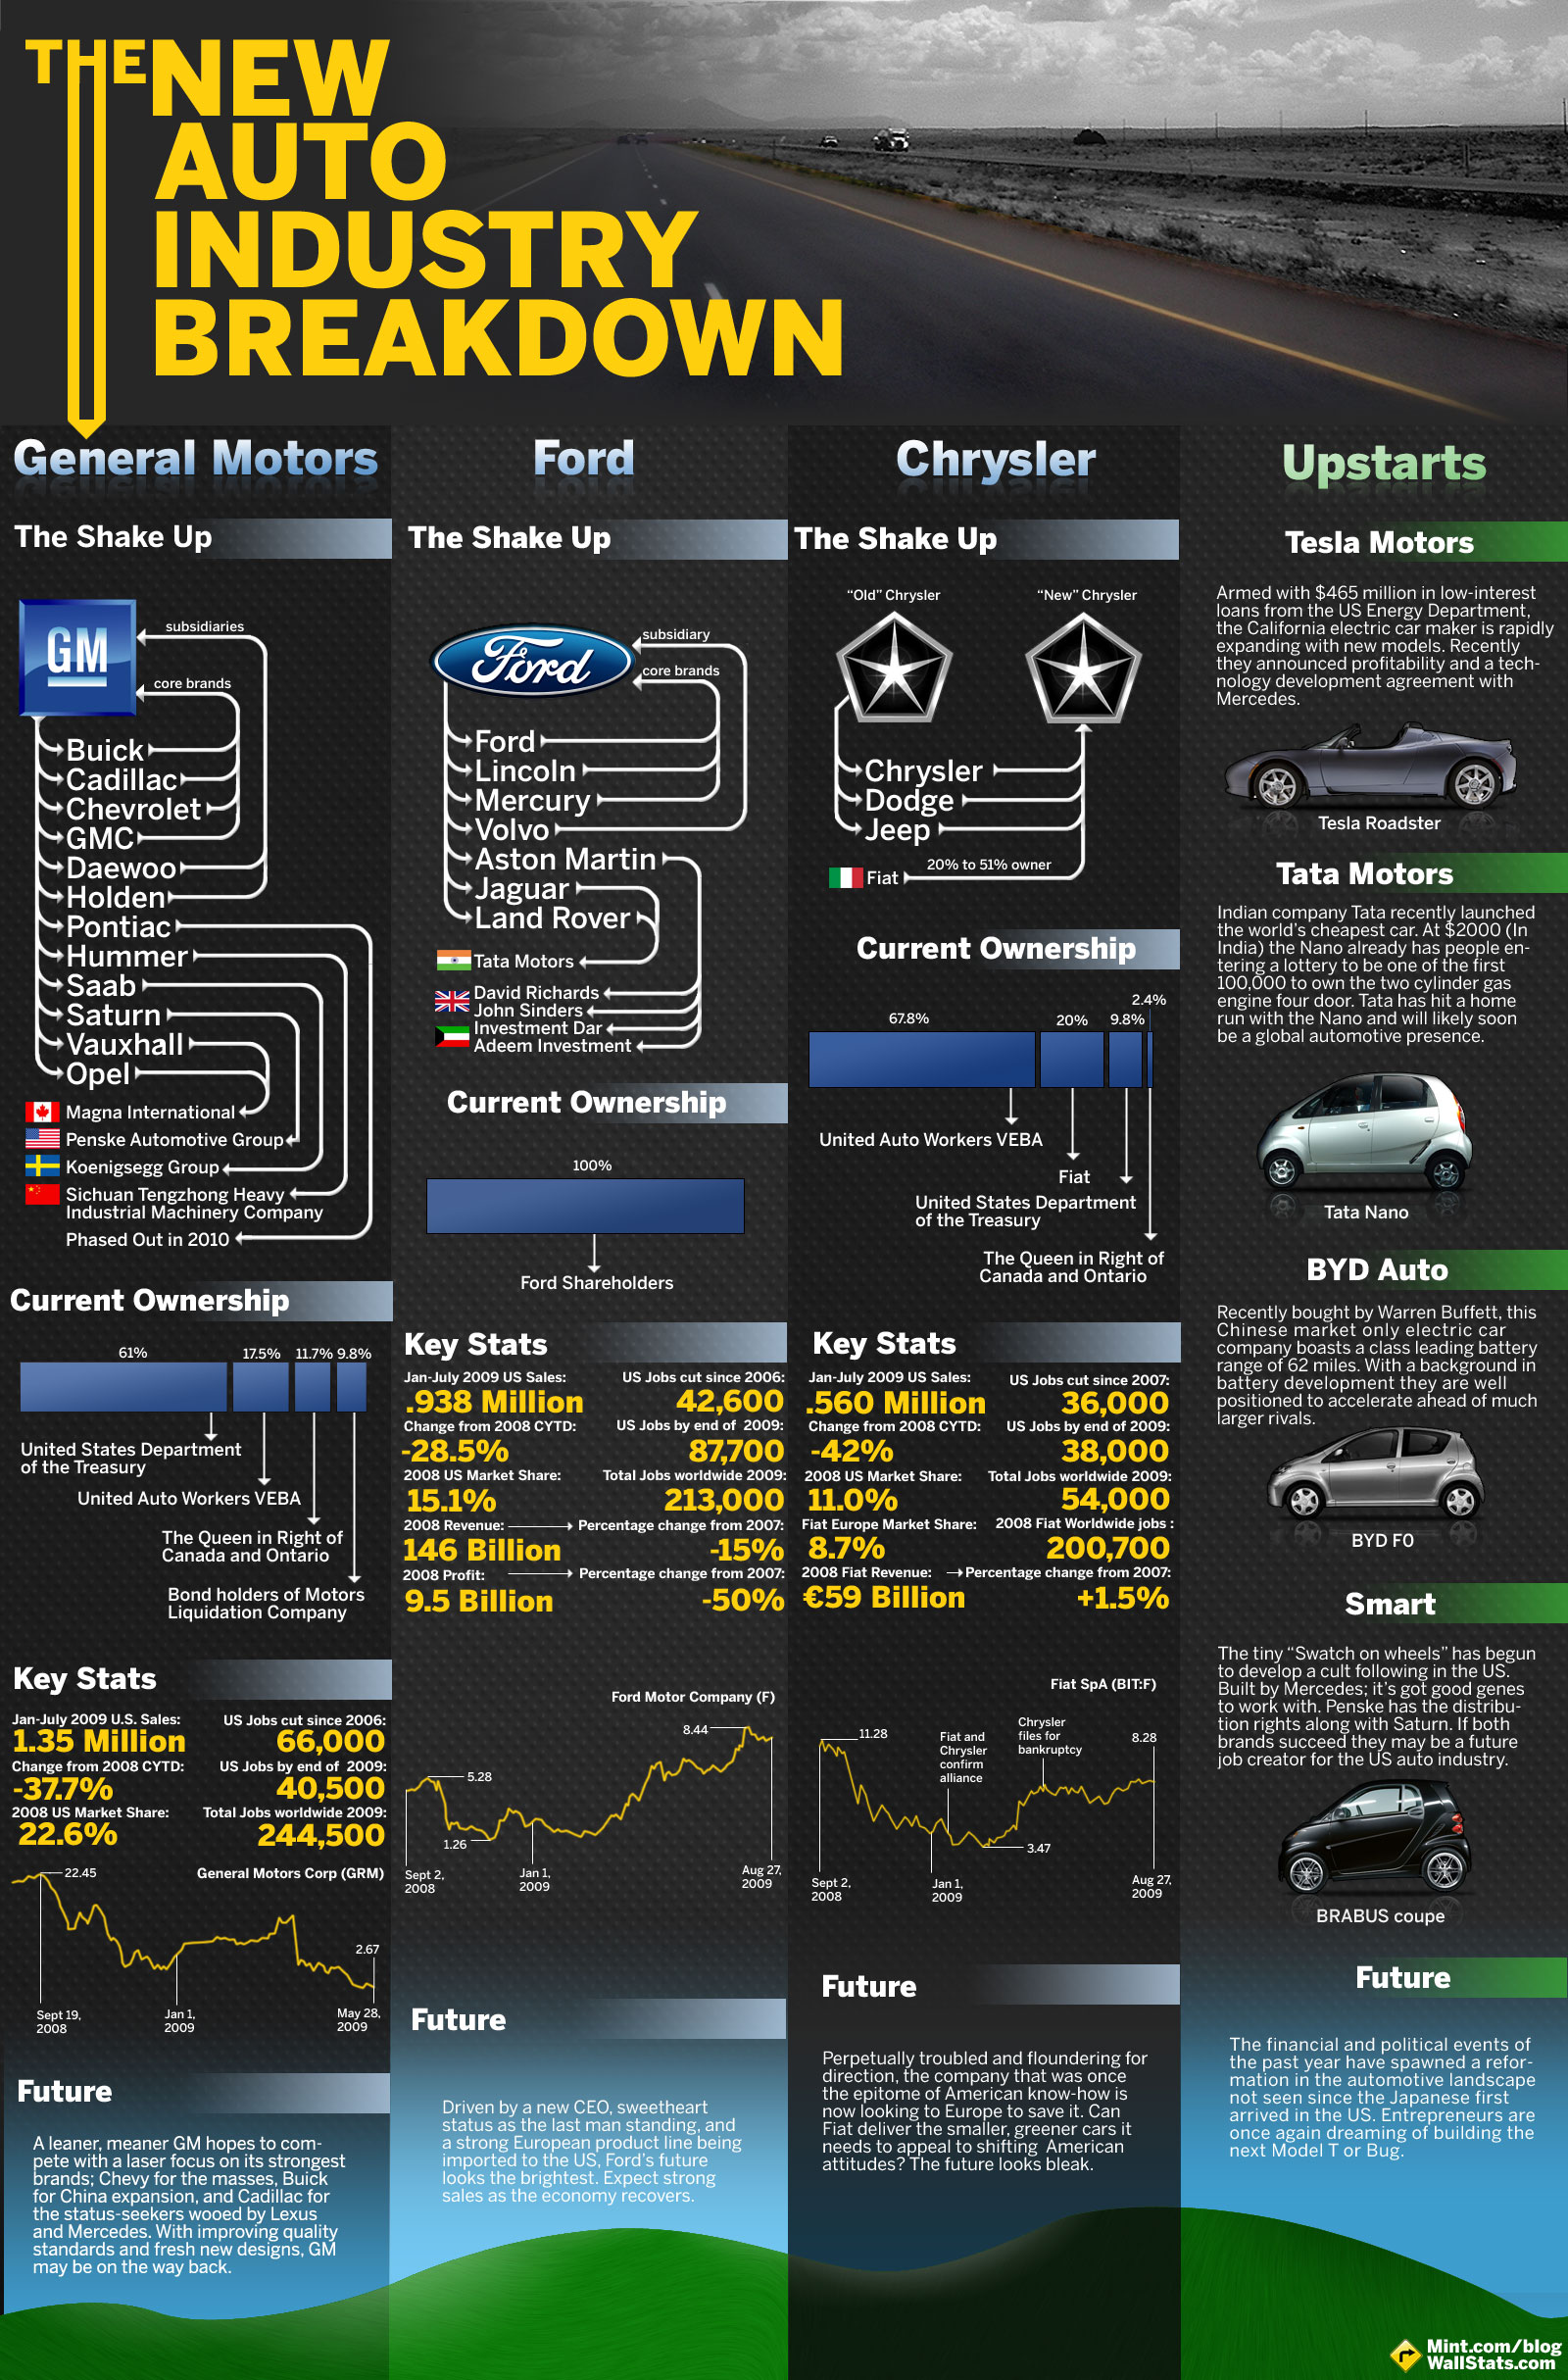 THE NEW
AUTO
INDUSTRY
BREAKDOWN
General Motors
The Shake Up
GM
subsidiaries
core brands
Buick
Cadillac
Chevrolet
GMC
Daewoo
Holden
Pontiac
Hummer
Saab
Saturn
Vauxhall
Opel
Magna International
Penske Automotive Group
Koenigsegg Group
Sichuan Tengzhong Heavy
Industrial Machinery Company
Phased Out in 2010
Current Ownership
61% 17.5% 11.7% 9.8%
United States Department
of the Treasury
United Auto Workers VEBA
The Queen in Right of
Canada and Ontario
Bond holders of Motors
Liquidation Company
Key Stats
Jan-July 2009 U.S. Sales: US Jobs cut since 2006:
1.35 Million 66,000
Change from 2008 CYTD: US Jobs by end of 2009:
-37.7% 40,500
2008 US Market Share: Total Jobs worldwide 2009:
22.6% 244,500
22.45 General Motors Corp (GRM)
2.67
Sept 19,
2008
Jan 1,
2009
May 28,
2009
Future
A leaner, meaner GM hopes to com-
pete with a laser focus on its strongest
brands; Chevy for the masses, Buick
for China expansion, and Cadillac for
the status-seekers wooed by Lexus
and Mercedes. With improving quality
standards and fresh new designs, GM
may be on the way back.
Ford
The Shake Up
Ford
subsidiary
core brands
Ford
Lincoln
Mercury
Volvo
Aston Martin
Jaguar
Land Rover
Tata Motors
David Richards
John Sinders
Investment Dar
Adeem Investment
Current Ownership
100%
Ford Shareholders
Key Stats
Jan-July 2009 US Sales: US Jobs cut since 2006:
.938 Million 42,600
Change from 2008 CYTD: US Jobs by end of 2009:
-28.5% 87,700
2008 US Market Share: Total Jobs worldwide 2009:
15.1% 213,000
2008 Revenue: Percentage change from 2007:
146 Billion -15%
2008 Profit: Percentage change from 2007:
9.5 Billion -50%
Ford Motor Company (F)
8.44
5.28
1.26
Sept 2,
2008
Jan 1,
2009
Aug 27,
2009
Future
Driven by a new CEO, sweetheart
status as the last man standing, and
a strong European product line being
imported to the US, Ford's future
looks the brightest. Expect strong
sales as the economy recovers.
Chrysler
The Shake Up
“Old” Chrysler “New” Chrysler
Chrysler
Dodge
Jeep
Fiat 20% to 51% owner
Current Ownership
67.8% 20% 9.8% 2.4%
United Auto Workers VEBA
Fiat
United States Department
of the Treasury
The Queen in Right of
Canada and Ontario
Key Stats
Jan-July 2009 US Sales: US Jobs cut since 2007:
.560 Million 36,000
Change from 2008 CYTD: US Jobs by end of 2009:
-42% 38,000
2008 US Market Share: Total Jobs worldwide 2009:
11.0% 54,000
Fiat Europe Market Share: 2008 Fiat Worldwide jobs :
8.7% 200,700
2008 Fiat Revenue: Percentage change from 2007:
€59 Billion +1.5%
Fiat SpA (BIT:F)
11.28
Fiat and
Chrysler
confirm
alliance
Chrysler
files for
bankruptcy
8.28
3.47
Sept 2,
2008
Jan 1,
2009
Aug 27,
2009
Future
Perpetually troubled and floundering for
direction, the company that was once
the epitome of American know-how is
now looking to Europe to save it. Can
Fiat deliver the smaller, greener cars it
needs to appeal to shifting American
attitudes? The future looks bleak.
Upstarts
Tesla Motors
Armed with $465 million in low-interest
loans from the US Energy Department,
the California electric car maker is rapidly
expanding with new models. Recently
they announced profitability and a tech-
nology development agreement with
Mercedes.
Tesla Roadster
Tata Motors
Indian company Tata recently launched
the world's cheapest car. At $2000 (In
India) the Nano already has people en-
tering a lottery to be one of the first
100,000 to own the two cylinder gas
engine four door. Tata has hit a home
run with the Nano and will likely soon
be a global automotive presence.
Tata Nano
BYD Auto
Recently bought by Warren Buffett, this
Chinese market only electric car
company boasts a class leading battery
range of 62 miles. With a background in
battery development they are well
positioned to accelerate ahead of much
larger rivals.
BYD F0
Smart
The tiny “Swatch on wheels” has begun
to develop a cult following in the US.
Built by Mercedes; it's got good genes
to work with. Penske has the distribu-
tion rights along with Saturn. If both
brands succeed they may be a future
job creator for the US auto industry.
BRABUS coupe
Future
The financial and political events of
the past year have spawned a refor-
mation in the automotive landscape
not seen since the Japanese first
arrived in the US. Entrepreneurs are
once again dreaming of building the
next Model T or Bug.
Mint.com/blog
WallStats.com